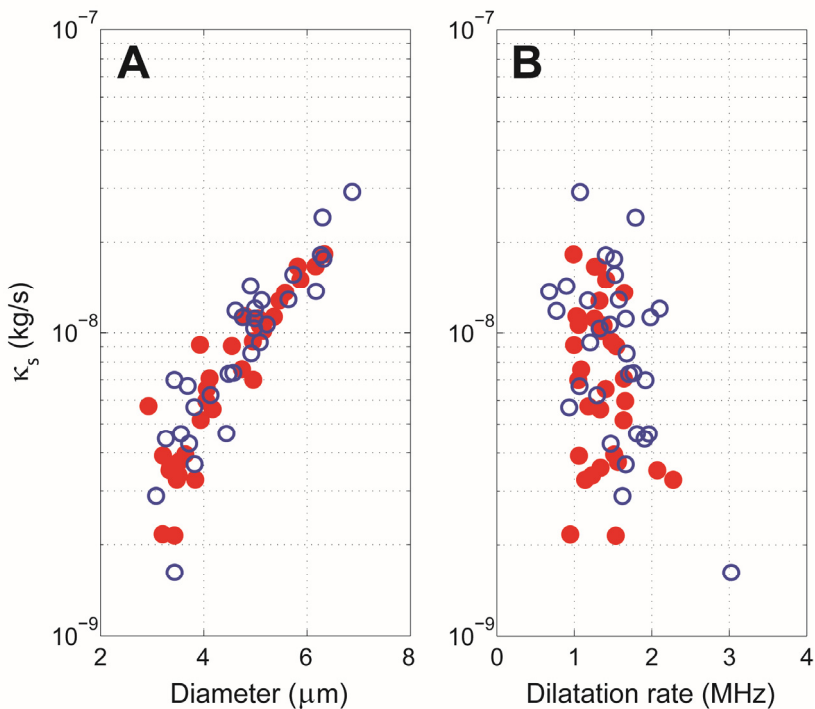 A
B
10⁻⁷
10⁻⁸
10⁻⁹
κs (kg/s)
2 4 6 8
Diameter (μm)
10⁻⁷
10⁻⁸
10⁻⁹
0 1 2 3 4
Dilatation rate (MHz)